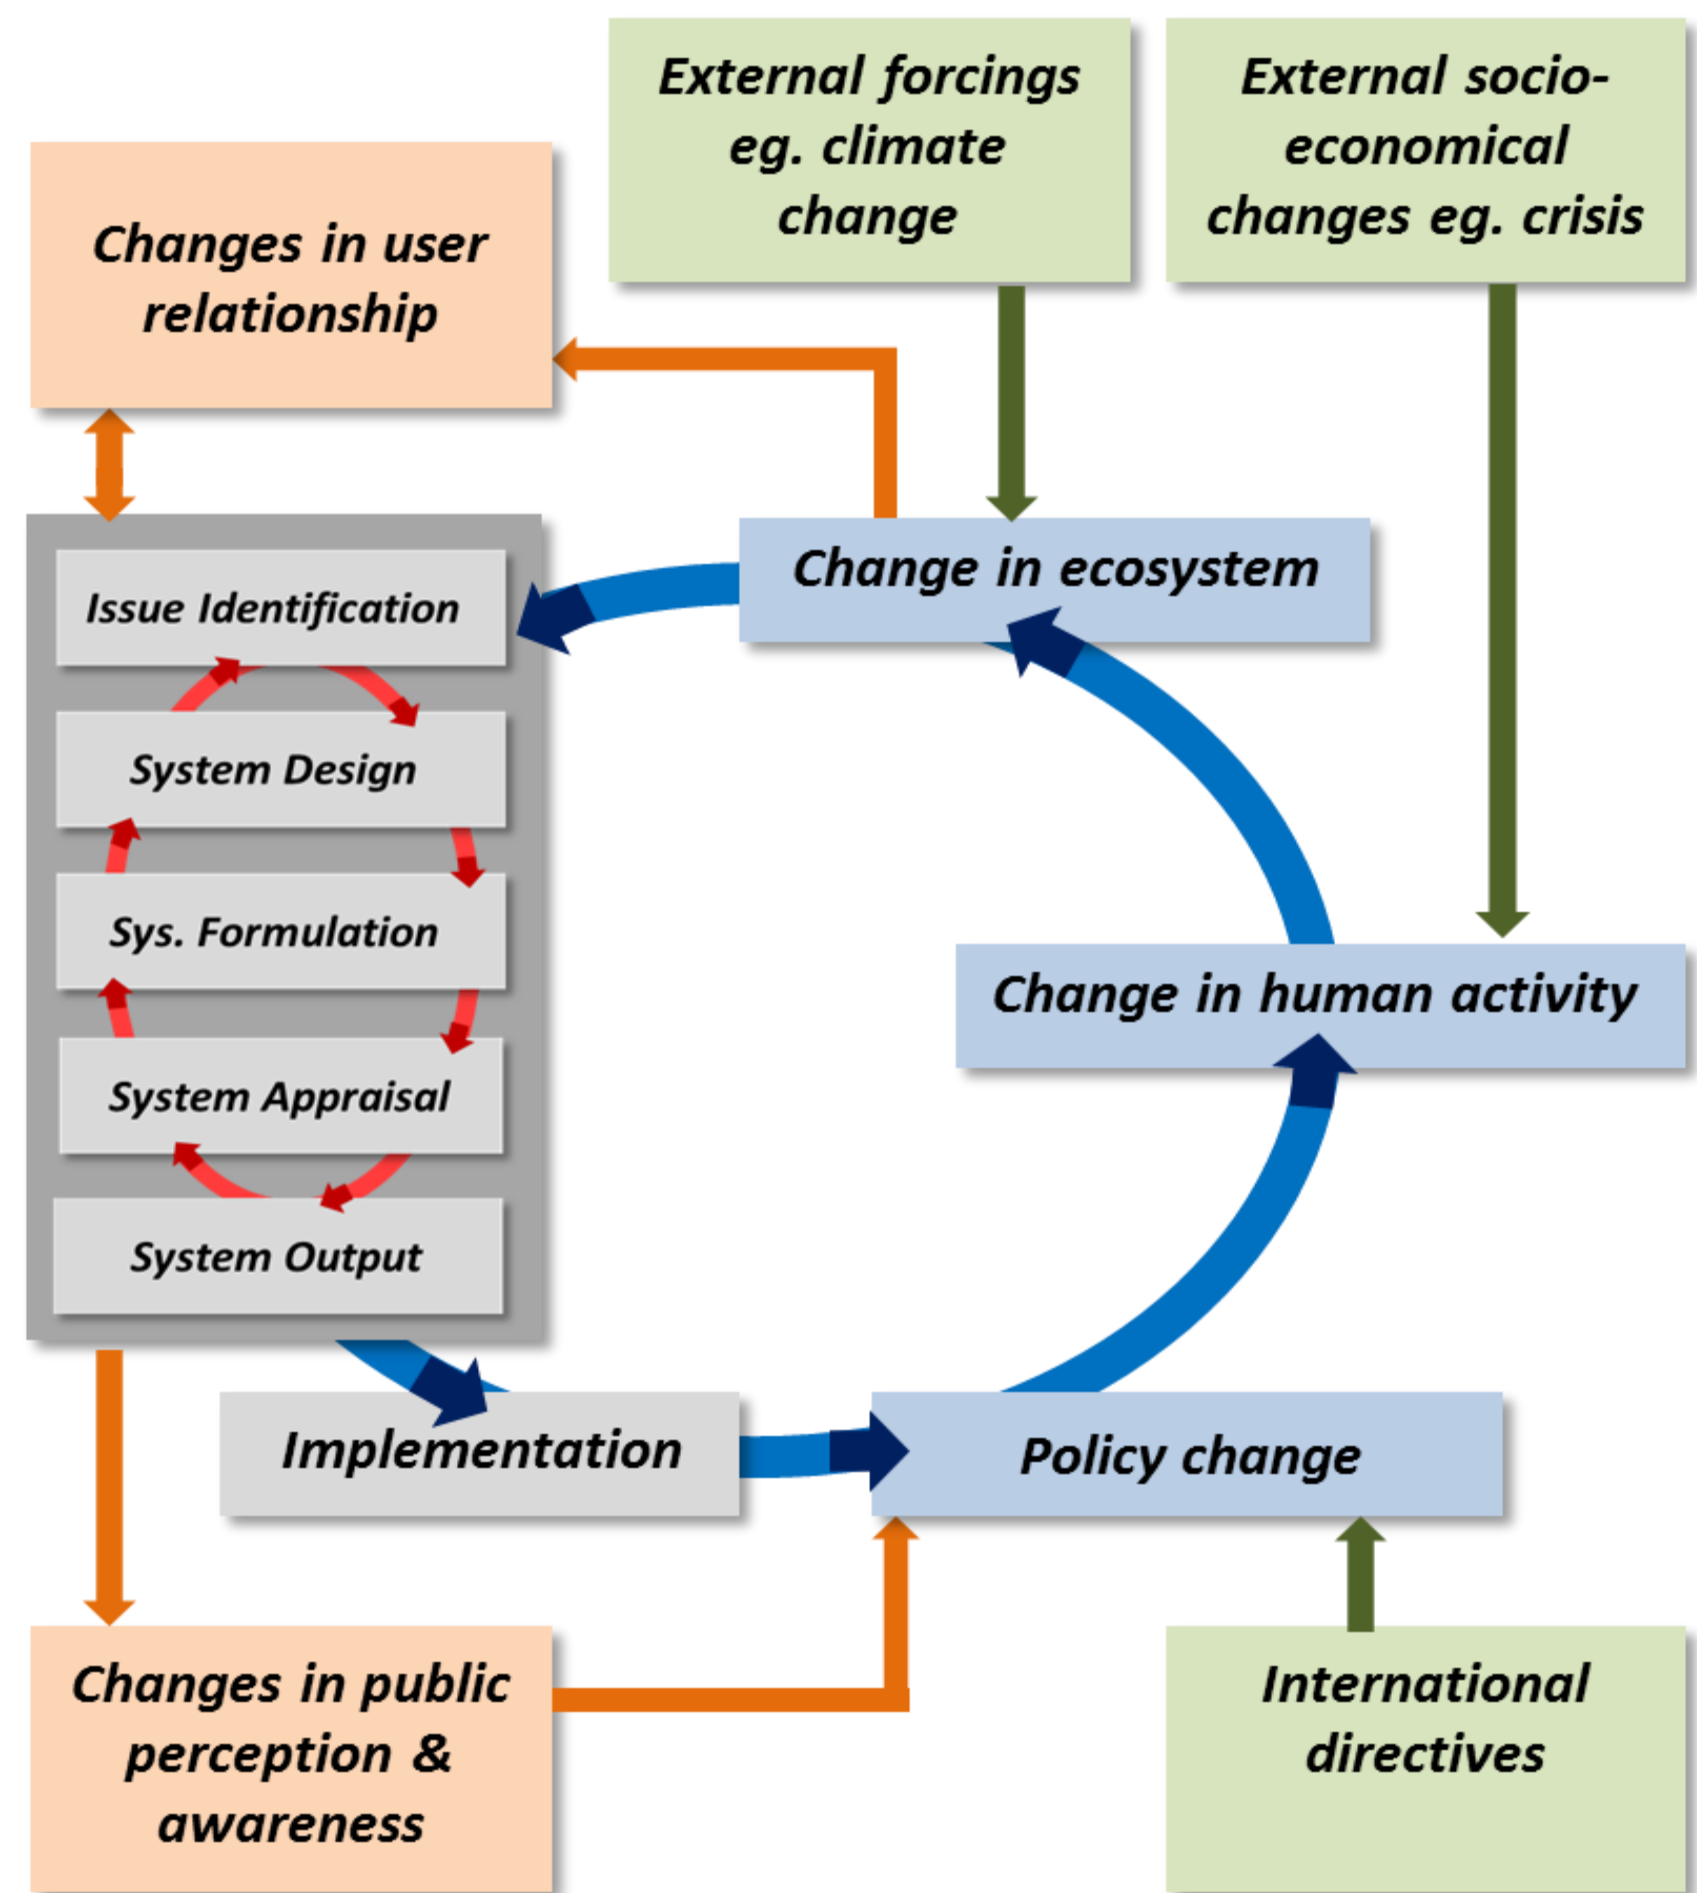 External forcings
eg. climate
change
External socio-
economical
changes eg. crisis
Changes in user
relationship
Change in ecosystem
Issue Identification
System Design
Sys. Formulation
Change in human activity
System Appraisal
System Output
Implementation
Policy change
Changes in public
perception &
awareness
International
directives